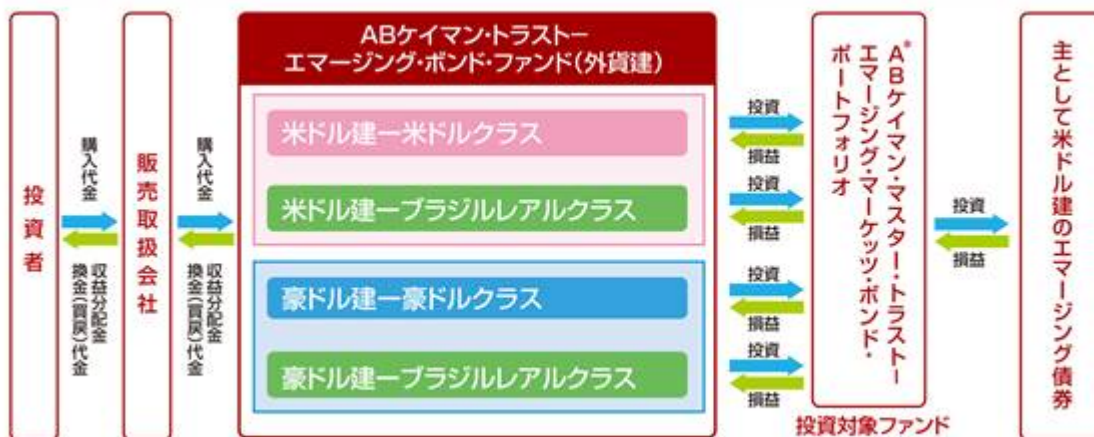 投資者
購入代金
収益分配金
換金(買戻)代金
販売取扱会社
購入代金
収益分配金
換金(買戻)代金
ABケイマン・トラストー
エマージング・ボンド・ファンド(外貨建)
米ドル建ー米ドルクラス
米ドル建ーブラジルレアルクラス
豪ドル建ー豪ドルクラス
豪ドル建ーブラジルレアルクラス
投資
損益
投資
損益
投資
損益
投資
損益
ABケイマン・マスター・トラストー*
エマージング・マーケッツ・ボンド・
ポートフォリオ
投資対象ファンド
投資
損益
主として米ドル建のエマージング債券